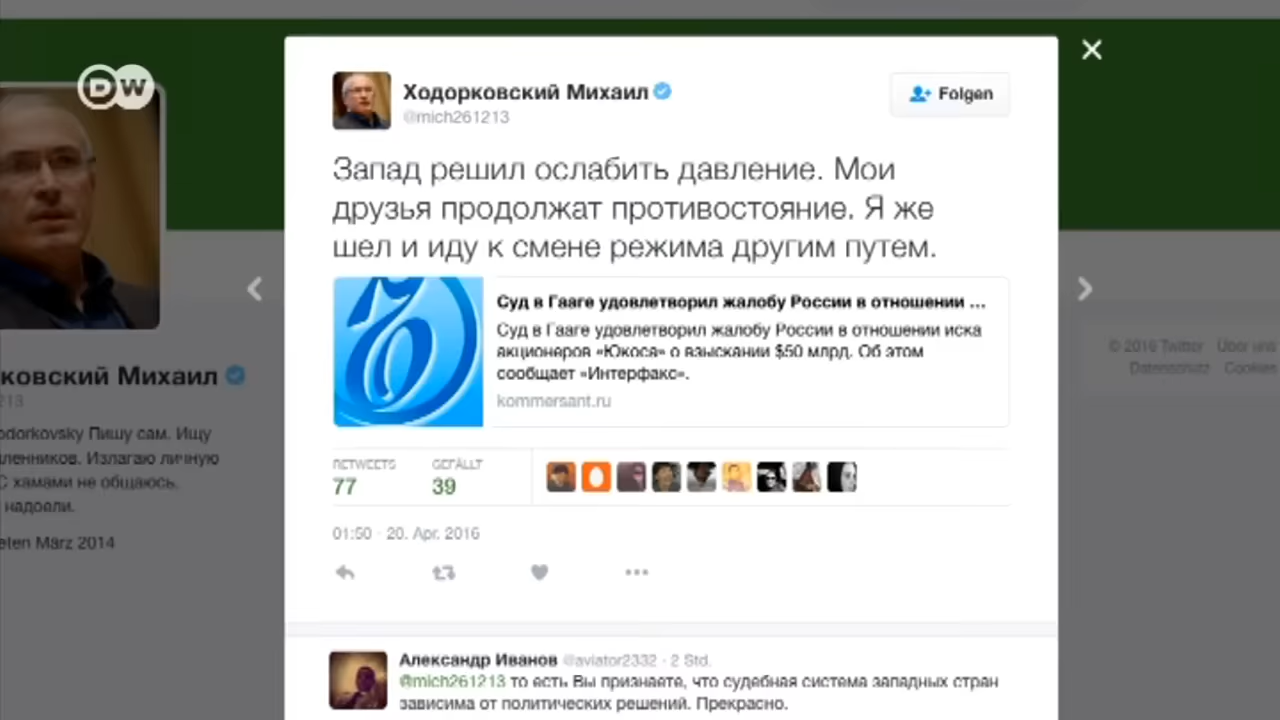 DW
Ходорковский Михаил
@mich261213
Folgen
Запад решил ослабить давление. Мои
друзья продолжат противостояние. Я же
шел и иду к смене режима другим путем.
Суд в Гааге удовлетворил жалобу России в отношении ...
Суд в Гааге удовлетворил жалобу России в отношении иска
акционеров «Юкоса» о взыскании $50 млрд. Об этом
сообщает «Интерфакс».
kommersant.ru
RETWEETS
GEFÄLLT
77
39
01:50 · 20. Apr. 2016
Александр Иванов @aviator2332 · 2 Std.
@mich261213 то есть Вы признаете, что судебная система западных стран
зависима от политических решений. Прекрасно.
ковский Михаил
213
odorkovsky Пишу сам. Ищу
ленников. Излагаю личную
С хамами не общаюсь.
надоели.
eten März 2014
© 2016 Twitter Über uns
Datenschutz Cookies